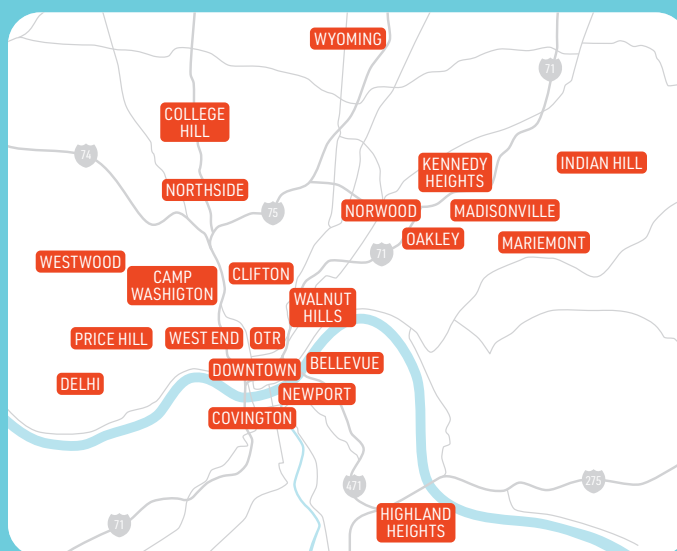 WYOMING
71
COLLEGE
HILL
74
KENNEDY
HEIGHTS
INDIAN HILL
NORTHSIDE
75
NORWOOD
MADISONVILLE
OAKLEY
MARIEMONT
71
WESTWOOD
CAMP
WASHIGTON
CLIFTON
WALNUT
HILLS
PRICE HILL
WEST END
OTR
DOWNTOWN
BELLEVUE
DELHI
NEWPORT
COVINGTON
471
275
71
HIGHLAND
HEIGHTS